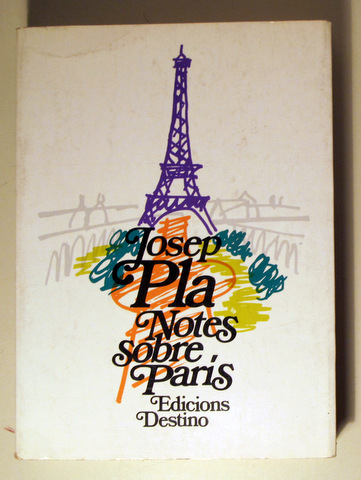 Josep
Pla
Notes
sobre
París
Edicions
Destino